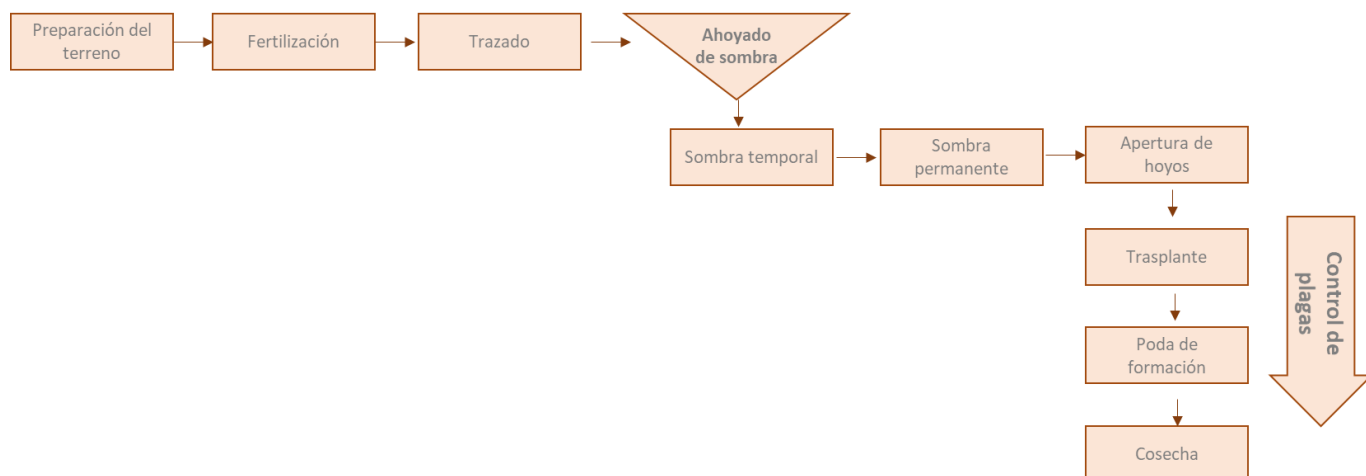 Preparación del
terreno
Fertilización
Trazado
Ahoyado
de sombra
Sombra temporal
Sombra
permanente
Apertura de
hoyos
Trasplante
Poda de
formación
Cosecha
Control de
plagas